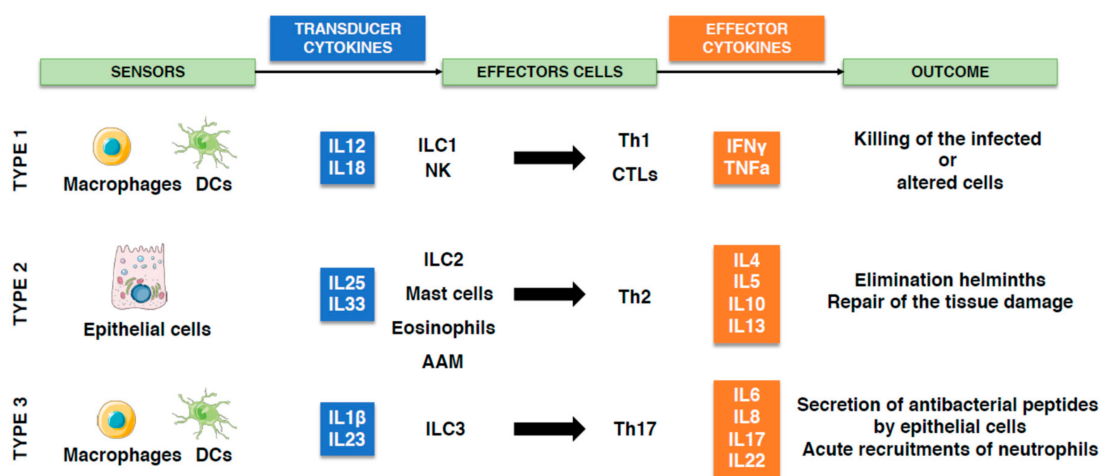 TRANSDUCER
CYTOKINES
EFFECTOR
CYTOKINES
SENSORS
EFFECTORS CELLS
OUTCOME
TYPE 1
Macrophages DCs
IL12
IL18
ILC1
NK
Th1
CTLs
IFNγ
TNFa
Killing of the infected
or
altered cells
TYPE 2
Epithelial cells
IL25
IL33
ILC2
Mast cells
Eosinophils
AAM
Th2
IL4
IL5
IL10
IL13
Elimination helminths
Repair of the tissue damage
TYPE 3
Macrophages DCs
IL1β
IL23
ILC3
Th17
IL6
IL8
IL17
IL22
Secretion of antibacterial peptides
by epithelial cells
Acute recruitments of neutrophils